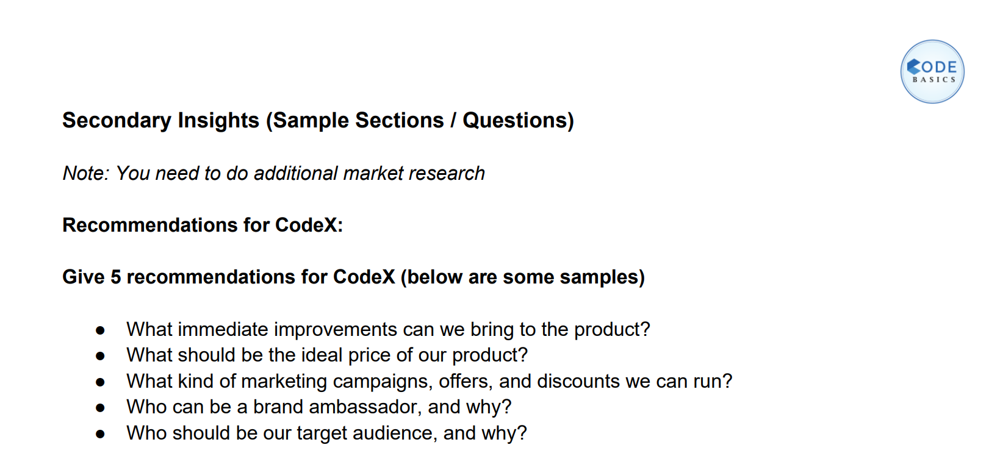 CODE
BASICS
Secondary Insights (Sample Sections / Questions)
Note: You need to do additional market research
Recommendations for CodeX:
Give 5 recommendations for CodeX (below are some samples)
● What immediate improvements can we bring to the product?
● What should be the ideal price of our product?
● What kind of marketing campaigns, offers, and discounts we can run?
● Who can be a brand ambassador, and why?
● Who should be our target audience, and why?